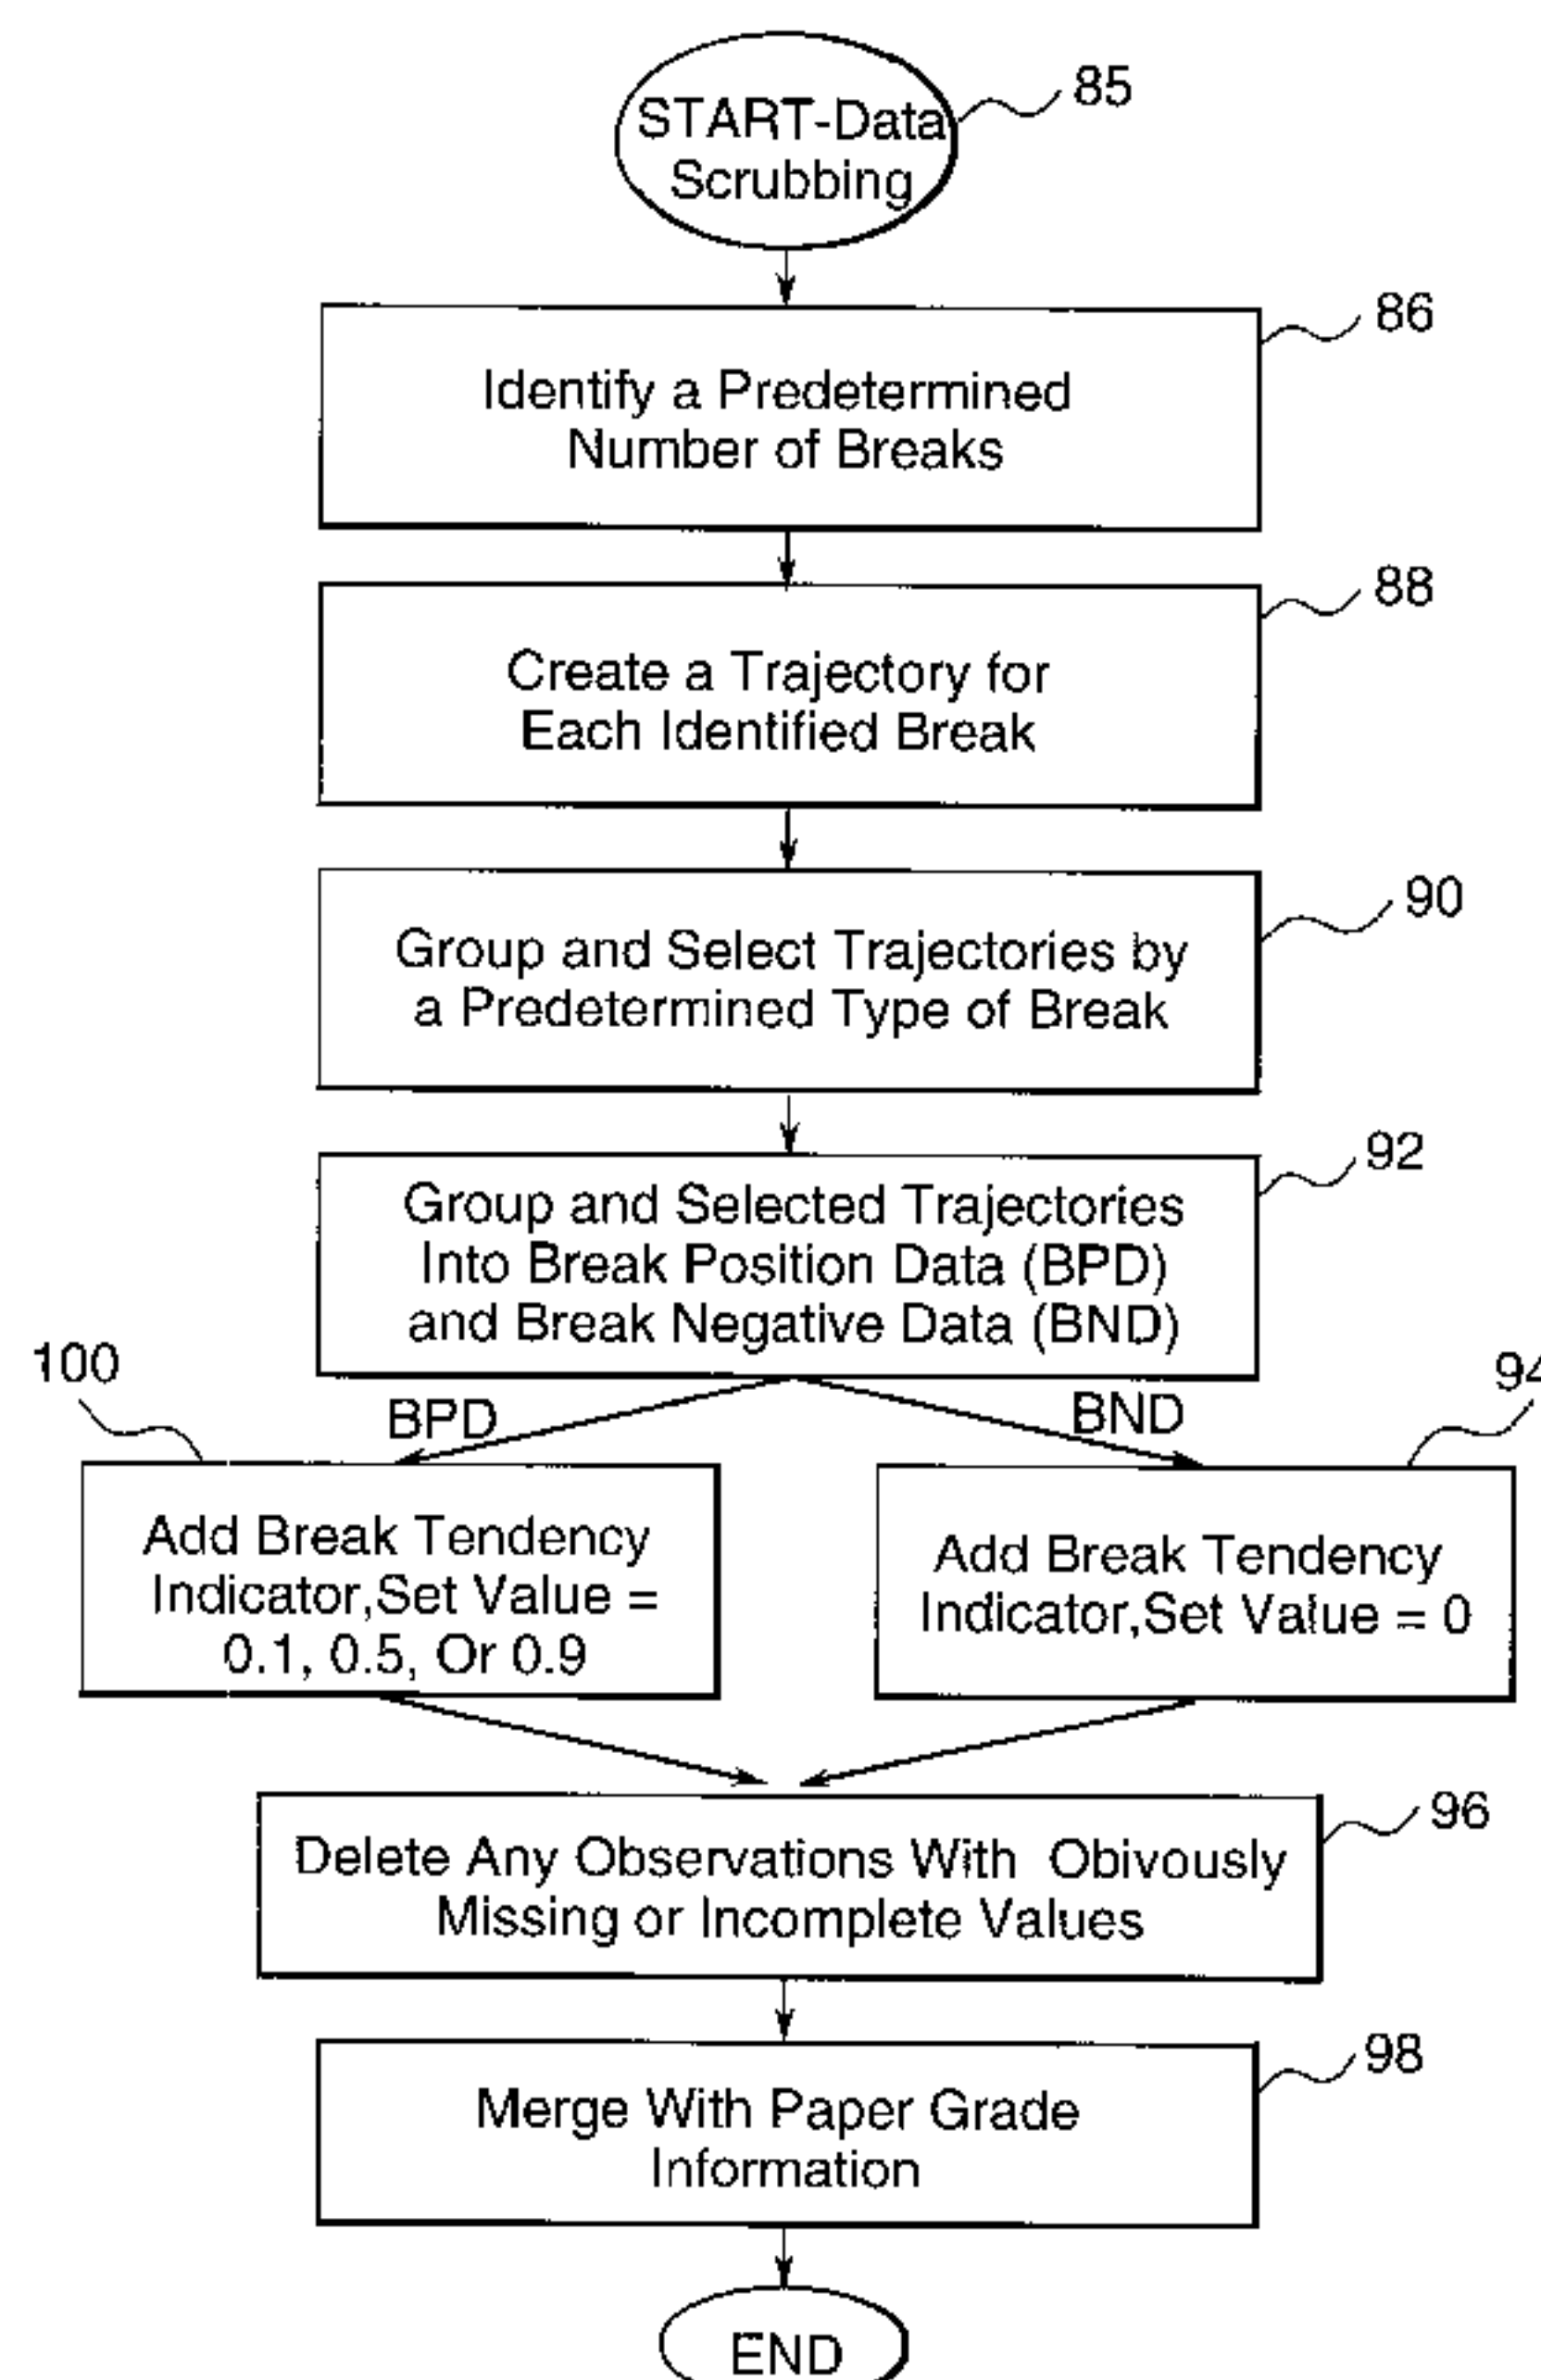 START-Data
Scrubbing
85
Identify a Predetermined
Number of Breaks
86
Create a Trajectory for
Each Identified Break
88
Group and Select Trajectories by
a Predetermined Type of Break
90
Group and Selected Trajectories
Into Break Position Data (BPD)
and Break Negative Data (BND)
92
BPD
BND
100
Add Break Tendency
Indicator,Set Value =
0.1, 0.5, Or 0.9
94
Add Break Tendency
Indicator,Set Value = 0
Delete Any Observations With Obivously
Missing or Incomplete Values
96
Merge With Paper Grade
Information
98
END